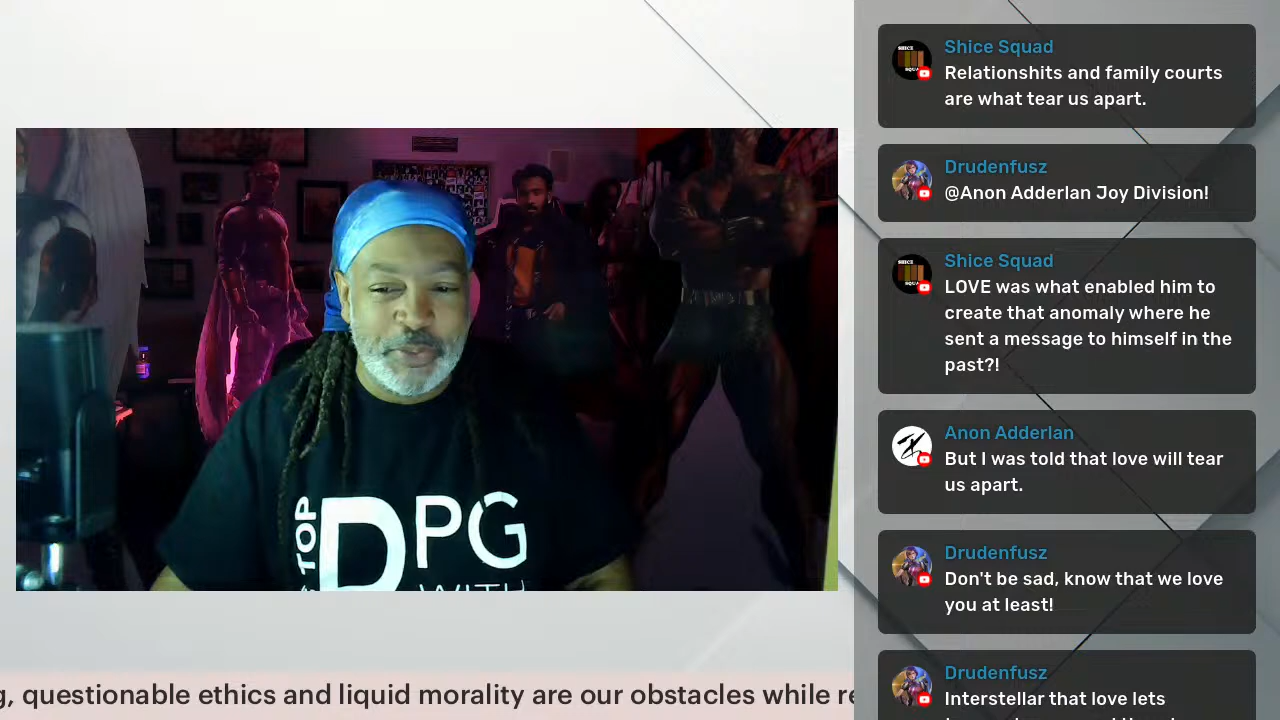 Shice Squad
Relationshits and family courts
are what tear us apart.
Drudenfusz
@Anon Adderlan Joy Division!
Shice Squad
LOVE was what enabled him to
create that anomaly where he
sent a message to himself in the
past?!
Anon Adderlan
But I was told that love will tear
us apart.
Drudenfusz
Don't be sad, know that we love
you at least!
Drudenfusz
Interstellar that love lets
TOP
D
PG
WITH
g, questionable ethics and liquid morality are our obstacles while re